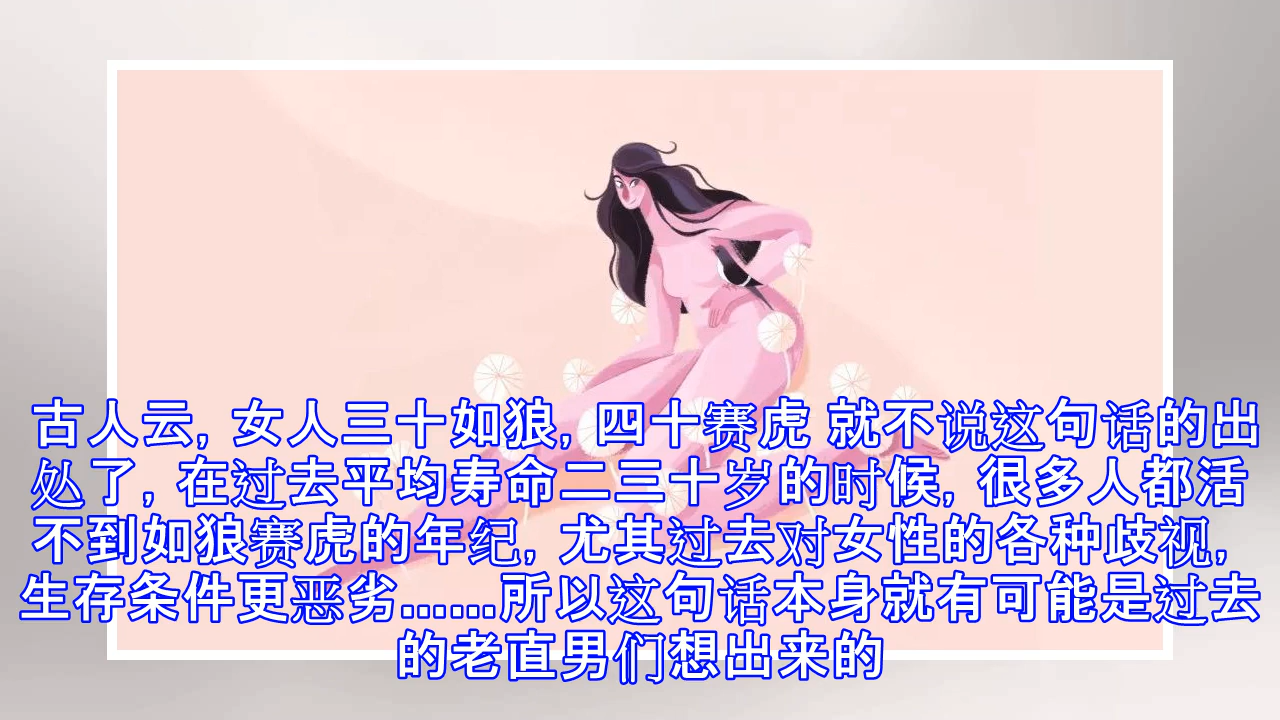 古人云, 女人三十如狼, 四十赛虎 就不说这句话的出
处了, 在过去平均寿命二三十岁的时候, 很多人都活
不到如狼赛虎的年纪, 尤其过去对女性的各种歧视,
生存条件更恶劣......所以这句话本身就有可能是过去
的老直男们想出来的